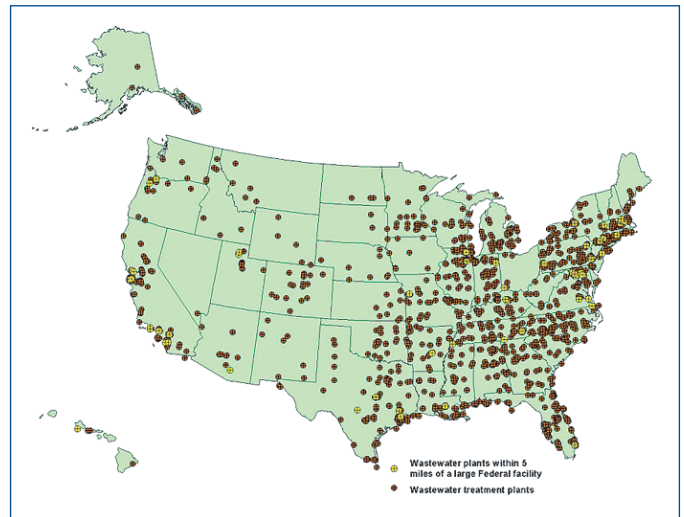 Wastewater plants within 5
miles of a large Federal facility
Wastewater treatment plants